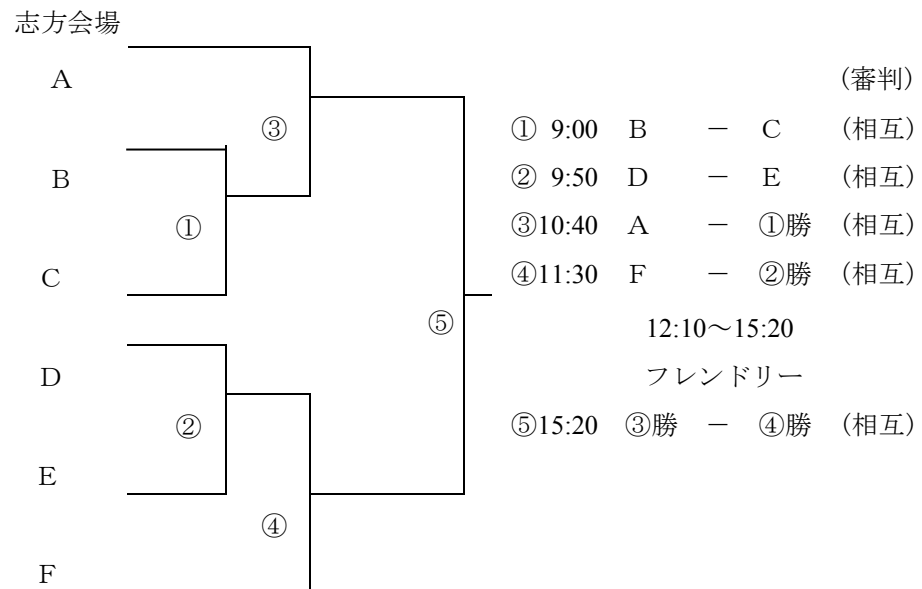 志方会場
A
B
C
D
E
F
③
①
⑤
②
④
(審判)
① 9:00 B － C (相互)
② 9:50 D － E (相互)
③10:40 A － ①勝 (相互)
④11:30 F － ②勝 (相互)
12:10～15:20
フレンドリー
⑤15:20 ③勝 － ④勝 (相互)